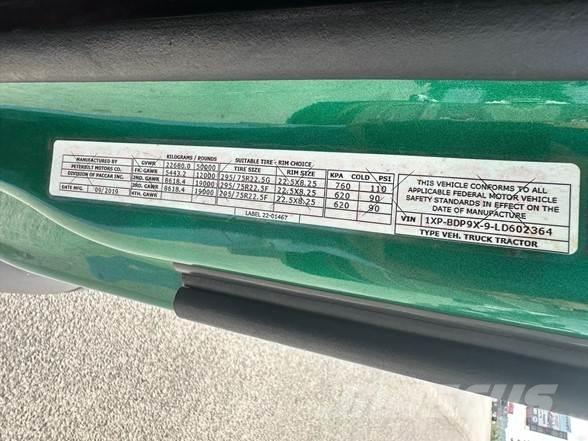 MANUFACTURED BY
PETERBILT MOTORS CO.
DIVISION OF PACCAR INC.
DATE MFG. 09/2019
KILOGRAMS / POUNDS SUITABLE TIRE - RIM CHOICE
TIRE SIZE RIM SIZE KPA COLD PSI
GVWR 22680.0 50000
FR. GAWR 5443.2 12000 295/75R22.5G 22.5X8.25 760 110
2ND. GAWR 8618.4 19000 295/75R22.5F 22.5X8.25 620 90
3RD. GAWR 8618.4 19000 295/75R22.5F 22.5X8.25 620 90
4TH. GAWR
LABEL 22-01467
THIS VEHICLE CONFORMS TO ALL
APPLICABLE FEDERAL MOTOR VEHICLE
SAFETY STANDARDS IN EFFECT
ON DATE OF MANUFACTURE
VIN 1XP-BDP9X-9-LD602364
TYPE VEH. TRUCK TRACTOR